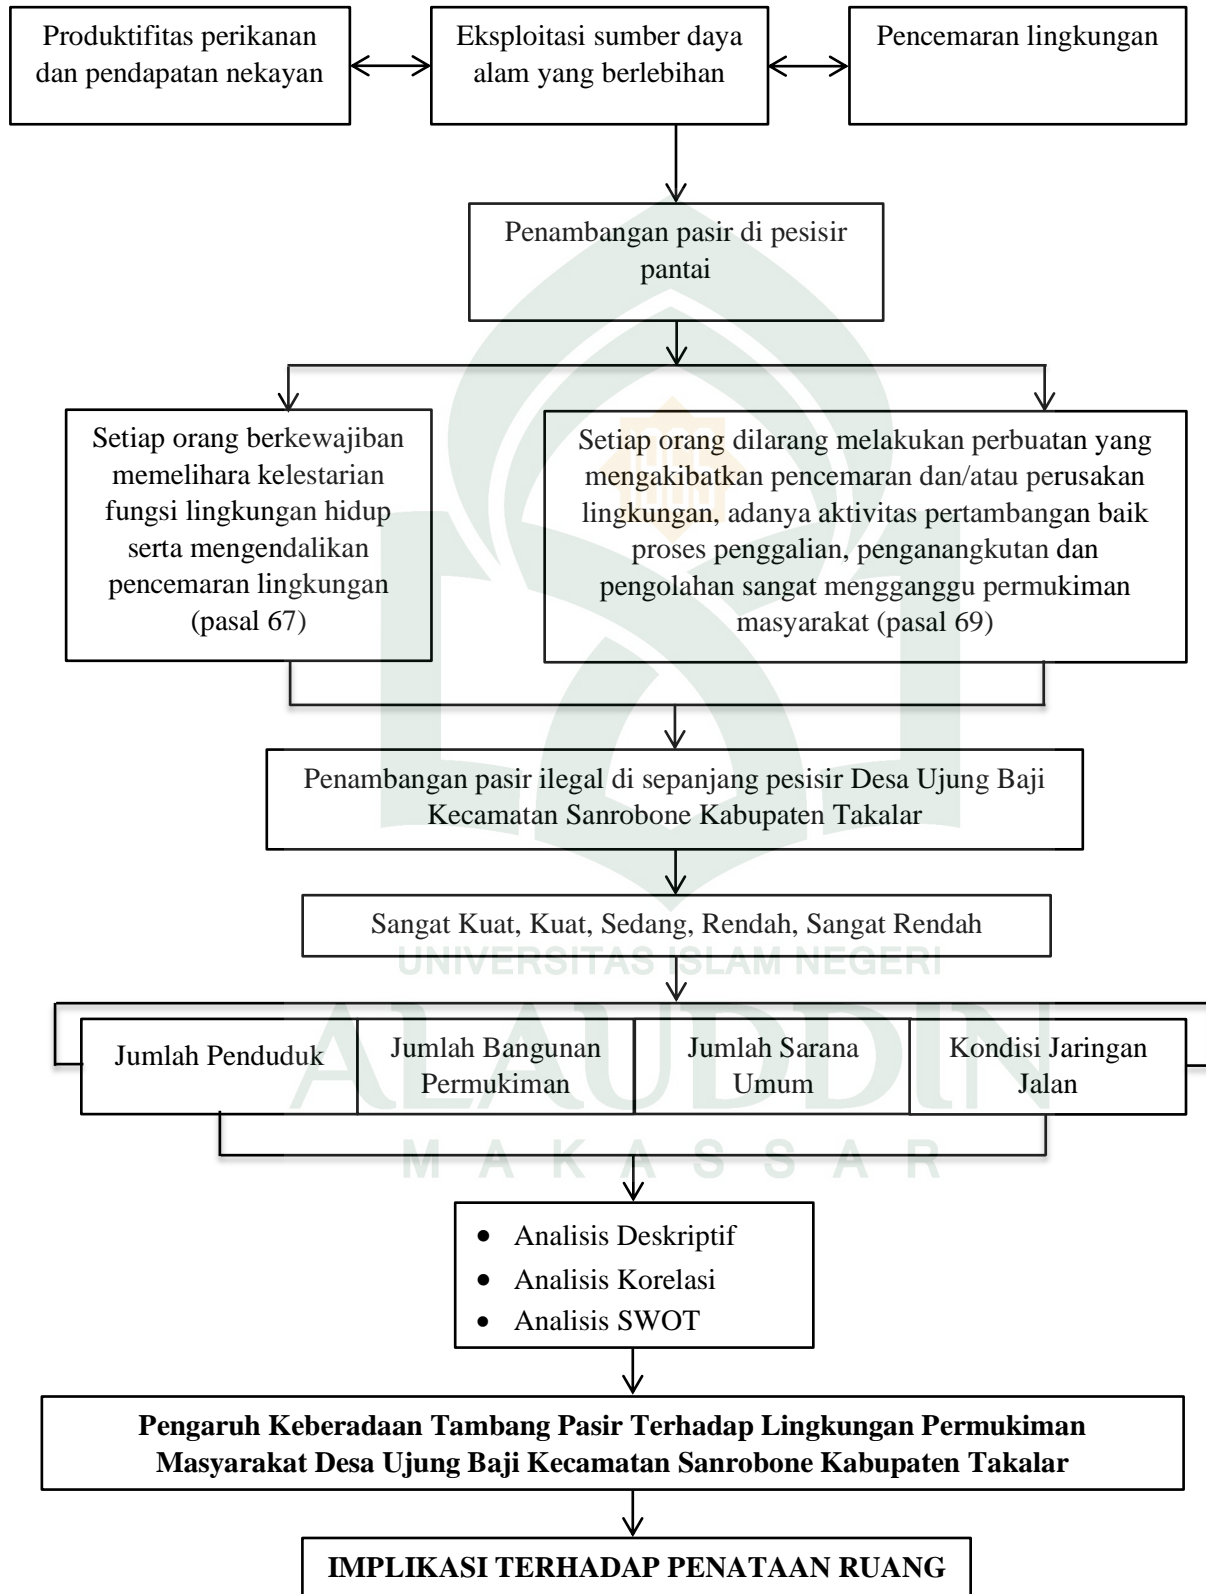 Produktifitas perikanan
dan pendapatan nekayan
Eksploitasi sumber daya
alam yang berlebihan
Pencemaran lingkungan
Penambangan pasir di pesisir
pantai
Setiap orang berkewajiban
memelihara kelestarian
fungsi lingkungan hidup
serta mengendalikan
pencemaran lingkungan
(pasal 67)
Setiap orang dilarang melakukan perbuatan yang
mengakibatkan pencemaran dan/atau perusakan
lingkungan, adanya aktivitas pertambangan baik
proses penggalian, penganangkutan dan
pengolahan sangat mengganggu permukiman
masyarakat (pasal 69)
Penambangan pasir ilegal di sepanjang pesisir Desa Ujung Baji
Kecamatan Sanrobone Kabupaten Takalar
Sangat Kuat, Kuat, Sedang, Rendah, Sangat Rendah
UNIVERSITAS ISLAM NEGERI
ALAUDDIN
MAKASSAR
Jumlah Penduduk
Jumlah Bangunan
Permukiman
Jumlah Sarana
Umum
Kondisi Jaringan
Jalan
• Analisis Deskriptif
• Analisis Korelasi
• Analisis SWOT
Pengaruh Keberadaan Tambang Pasir Terhadap Lingkungan Permukiman
Masyarakat Desa Ujung Baji Kecamatan Sanrobone Kabupaten Takalar
IMPLIKASI TERHADAP PENATAAN RUANG